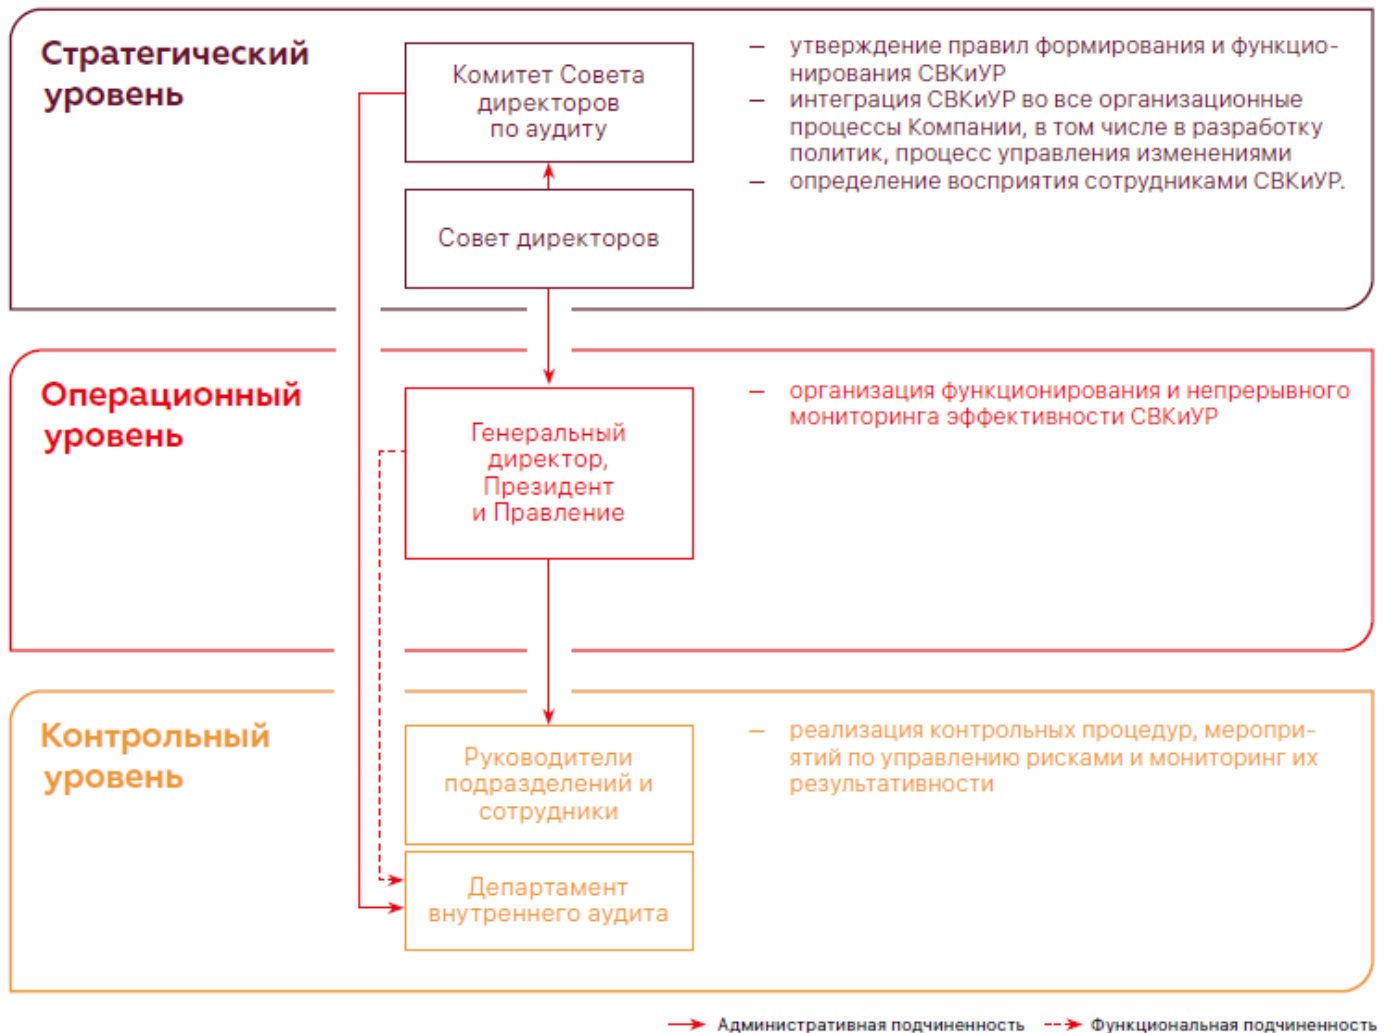 Стратегический
уровень
Комитет Совета
директоров
по аудиту
Совет директоров
— утверждение правил формирования и функцио-
нирования СВКиУР
— интеграция СВКиУР во все организационные
процессы Компании, в том числе в разработку
политик, процесс управления изменениями
— определение восприятия сотрудниками СВКиУР.
Операционный
уровень
Генеральный
директор,
Президент
и Правление
— организация функционирования и непрерывного
мониторинга эффективности СВКиУР
Контрольный
уровень
Руководители
подразделений и
сотрудники
Департамент
внутреннего аудита
— реализация контрольных процедур, меропри-
ятий по управлению рисками и мониторинг их
результативности
Административная подчиненность
Функциональная подчиненность